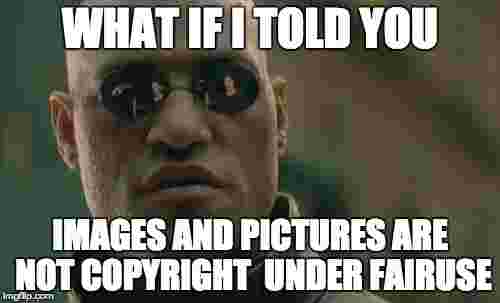 WHAT IF I TOLD YOU
IMAGES AND PICTURES ARE
NOT COPYRIGHT UNDER FAIRUSE
imgflip.com